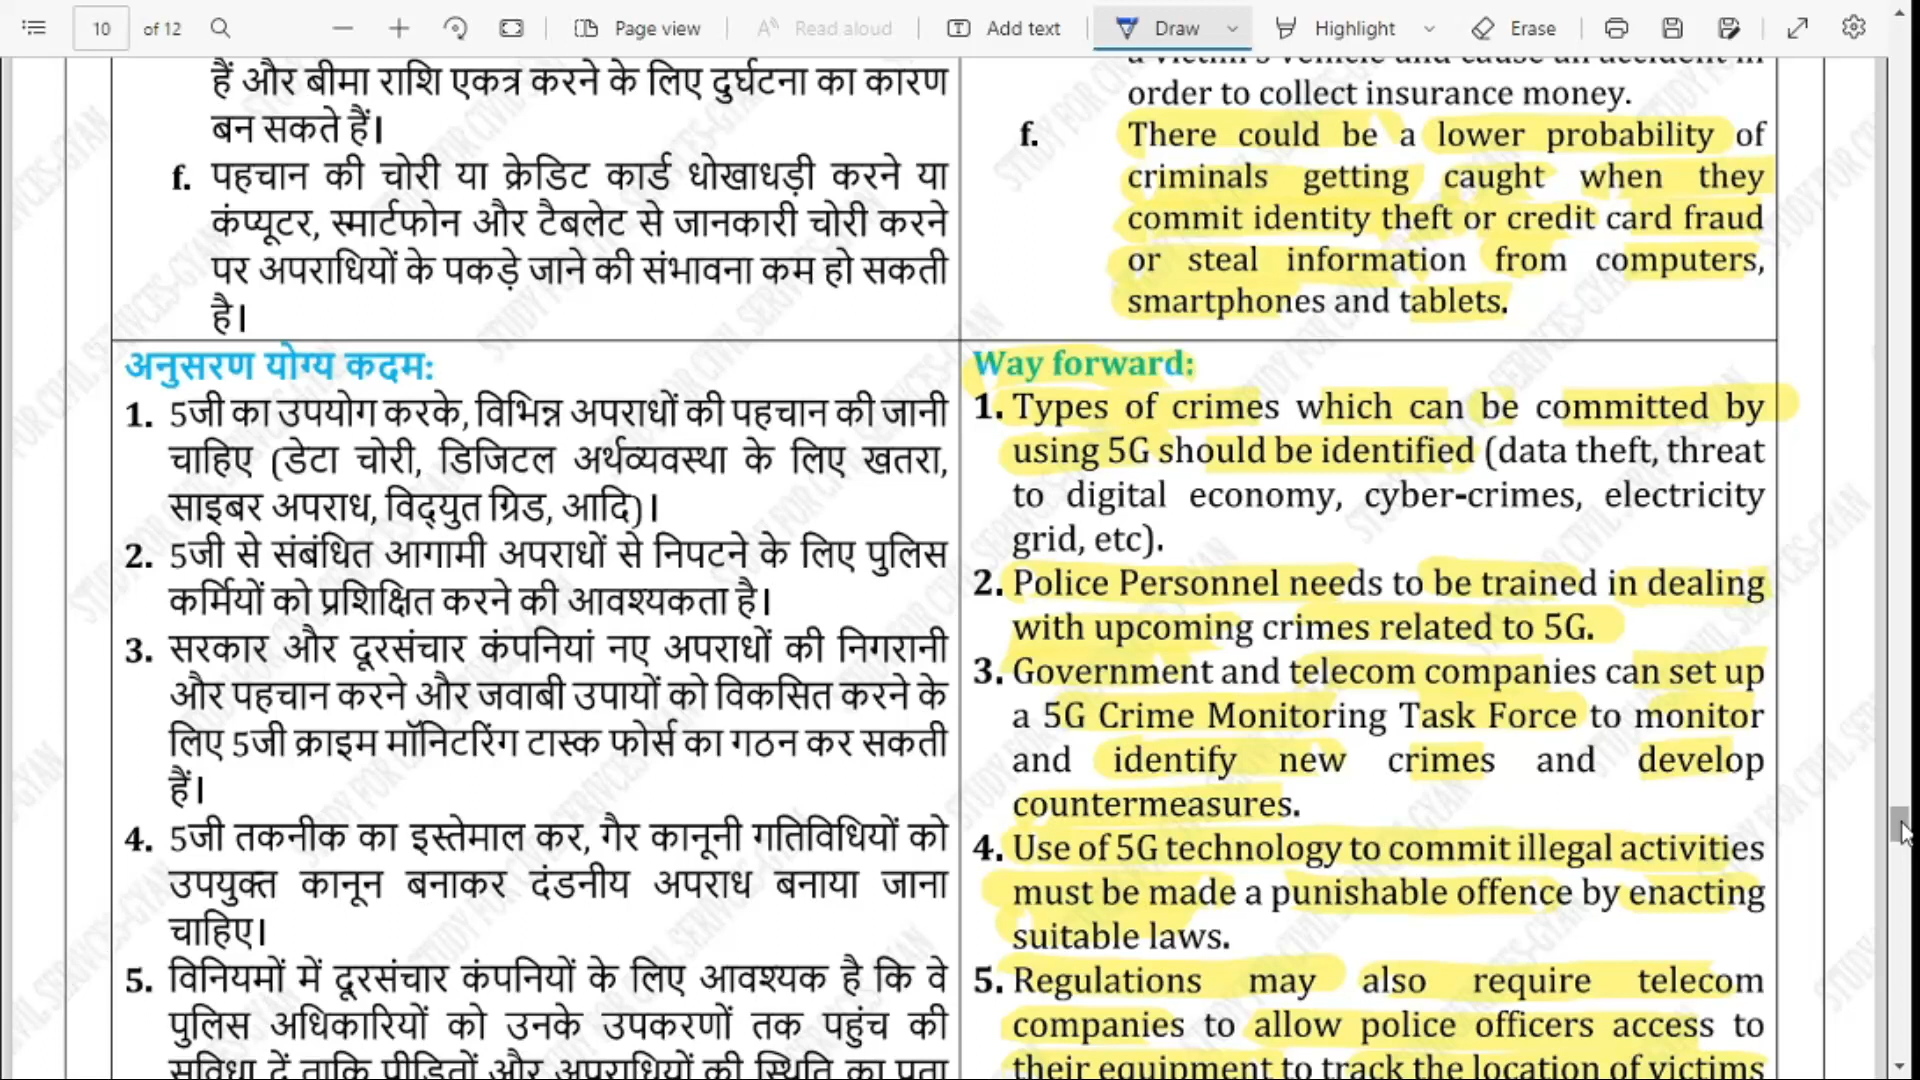 10 of 12
Page view
Read aloud
Add text
Draw
Highlight
Erase
हैं और बीमा राशि एकत्र करने के लिए दुर्घटना का कारण
बन सकते हैं।
f. पहचान की चोरी या क्रेडिट कार्ड धोखाधड़ी करने या
कंप्यूटर, स्मार्टफोन और टैबलेट से जानकारी चोरी करने
पर अपराधियों के पकड़े जाने की संभावना कम हो सकती
है।
अनुसरण योग्य कदम:
1. 5जी का उपयोग करके, विभिन्न अपराधों की पहचान की जानी
चाहिए (डेटा चोरी, डिजिटल अर्थव्यवस्था के लिए खतरा,
साइबर अपराध, विद्युत ग्रिड, आदि)।
2. 5जी से संबंधित आगामी अपराधों से निपटने के लिए पुलिस
कर्मियों को प्रशिक्षित करने की आवश्यकता है।
3. सरकार और दूरसंचार कंपनियां नए अपराधों की निगरानी
और पहचान करने और जवाबी उपायों को विकसित करने के
लिए 5जी क्राइम मॉनिटरिंग टास्क फोर्स का गठन कर सकती
हैं।
4. 5जी तकनीक का इस्तेमाल कर, गैर कानूनी गतिविधियों को
उपयुक्त कानून बनाकर दंडनीय अपराध बनाया जाना
चाहिए।
5. विनियमों में दूरसंचार कंपनियों के लिए आवश्यक है कि वे
पुलिस अधिकारियों को उनके उपकरणों तक पहुंच की
सुविधा दें ताकि पीड़ितों और अपराधियों की स्थिति का पता
a victim's vehicle and cause an accident in
order to collect insurance money.
f. There could be a lower probability of
criminals getting caught when they
commit identity theft or credit card fraud
or steal information from computers,
smartphones and tablets.
Way forward:
1. Types of crimes which can be committed by
using 5G should be identified (data theft, threat
to digital economy, cyber-crimes, electricity
grid, etc).
2. Police Personnel needs to be trained in dealing
with upcoming crimes related to 5G.
3. Government and telecom companies can set up
a 5G Crime Monitoring Task Force to monitor
and identify new crimes and develop
countermeasures.
4. Use of 5G technology to commit illegal activities
must be made a punishable offence by enacting
suitable laws.
5. Regulations may also require telecom
companies to allow police officers access to
their equipment to track the location of victims